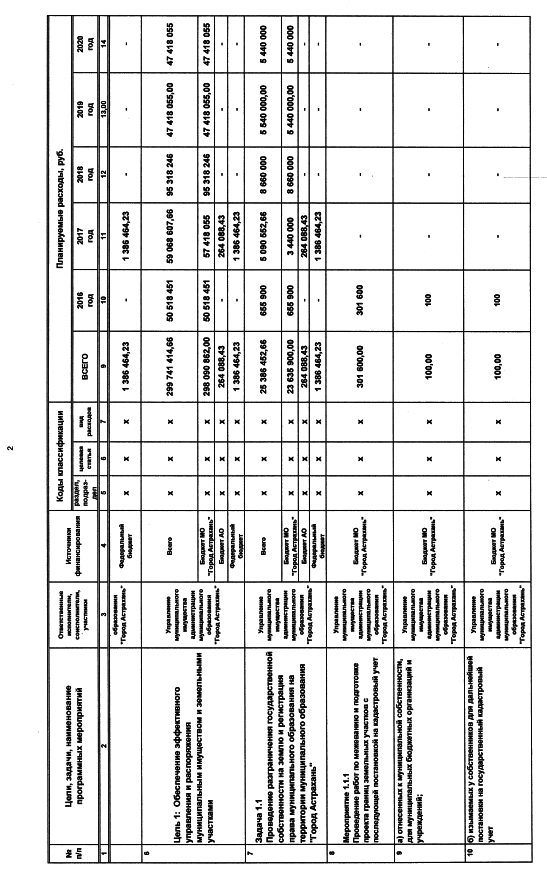 2
№ п/п
Цели, задачи, наименование программных мероприятий
Ответственные исполнители, соисполнители, участники
Источники финансирования
Коды классификации
Планируемые расходы, руб.
раздел, подраздел
целевая статья
вид расходов
ВСЕГО
2016 год
2017 год
2018 год
2019 год
2020 год
1 2 3 4 5 6 7 9 10 11 12 13,00 14
образования "Город Астрахань"
Федеральный бюджет
х х х 1 386 464,23 - 1 386 464,23 - - -
6
Цель 1: Обеспечение эффективного
управления и распоряжения
муниципальным имуществом и земельными
участками
Управление
муниципального
имущества
администрации
муниципального
образования
"Город Астрахань"
Всего
х х х 299 741 414,66 50 518 451 59 068 607,66 95 318 246 47 418 055,00 47 418 055
Бюджет МО "Город Астрахань"
х х х 298 090 862,00 50 518 451 57 418 055 95 318 246 47 418 055,00 47 418 055
Бюджет АО
х х х 264 088,43 - 264 088,43 - - -
Федеральный бюджет
х х х 1 386 464,23 - 1 386 464,23 - - -
7
Задача 1.1
Проведение разграничения государственной
собственности на землю и регистрация
права муниципального образования на
территории муниципального образования
"Город Астрахань"
Управление
муниципального
имущества
администрации
муниципального
образования
"Город Астрахань"
Всего
х х х 25 386 452,66 655 900 5 090 552,66 8 660 000 5 540 000,00 5 440 000
Бюджет МО "Город Астрахань"
х х х 23 635 900,00 655 900 3 440 000 8 660 000 5 440 000,00 5 440 000
Бюджет АО
х х х 264 088,43 - 264 088,43 - - -
Федеральный бюджет
х х х 1 386 464,23 - 1 386 464,23 - - -
8
Мероприятие 1.1.1
Проведение работ по межеванию и подготовке
проекта границ земельных участков с
последующей постановкой на кадастровый учет
Управление
муниципального
имущества
администрации
муниципального
образования
"Город Астрахань"
Бюджет МО "Город Астрахань"
х х х 301 600,00 301 600 - - - -
9
а) отнесенных к муниципальной собственности,
для муниципальных бюджетных организаций и
учреждений;
Управление
муниципального
имущества
администрации
муниципального
образования
"Город Астрахань"
Бюджет МО "Город Астрахань"
х х х 100,00 100 - - - -
10
б) изымаемых у собственников для дальнейшей
постановки на государственный кадастровый
учет
Управление
муниципального
имущества
администрации
муниципального
образования
"Город Астрахань"
Бюджет МО "Город Астрахань"
х х х 100,00 100 - - - -